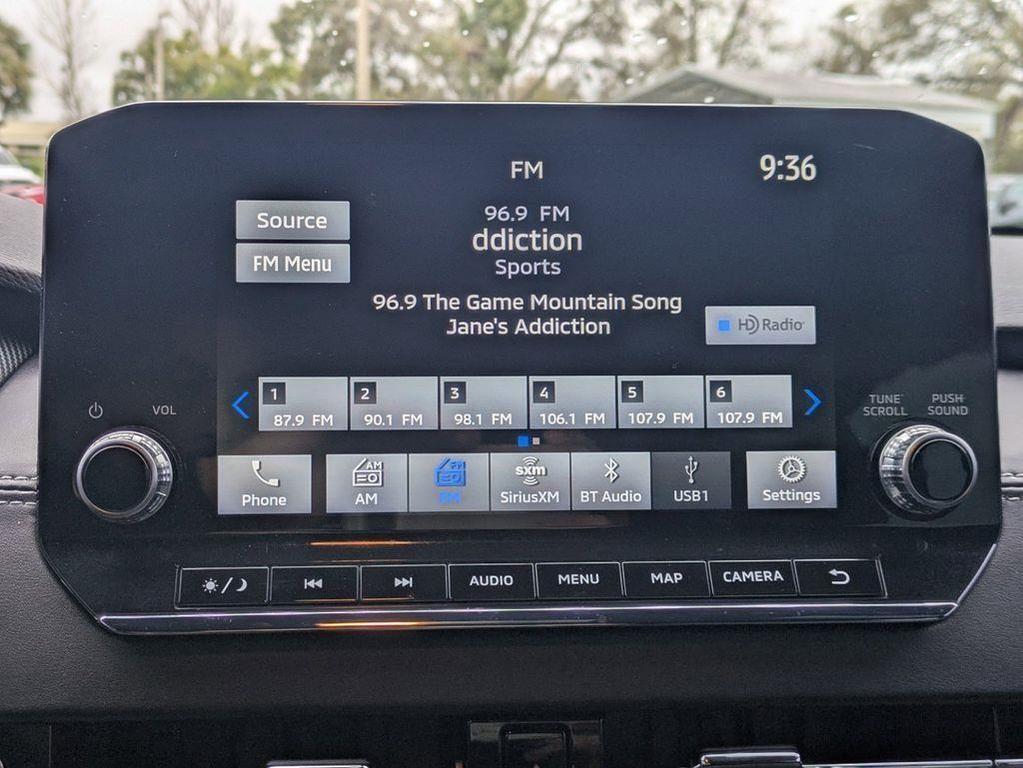 FM
9:36
Source
FM Menu
96.9 FM
ddiction
Sports
96.9 The Game Mountain Song
Jane's Addiction
HD Radio
1 87.9 FM
2 90.1 FM
3 98.1 FM
4 106.1 FM
5 107.9 FM
6 107.9 FM
VOL
TUNE
SCROLL
PUSH
SOUND
Phone
AM
AM
FM
FM
sxm
SiriusXM
BT Audio
USB1
Settings
AUDIO
MENU
MAP
CAMERA